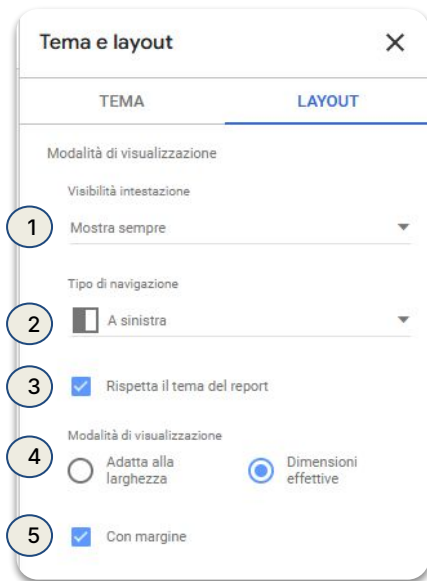 Tema e layout
TEMA LAYOUT
Modalità di visualizzazione
Visibilità intestazione
1 Mostra sempre
Tipo di navigazione
2 A sinistra
3 Rispetta il tema del report
Modalità di visualizzazione
4 Adatta alla larghezza Dimensioni effettive
5 Con margine